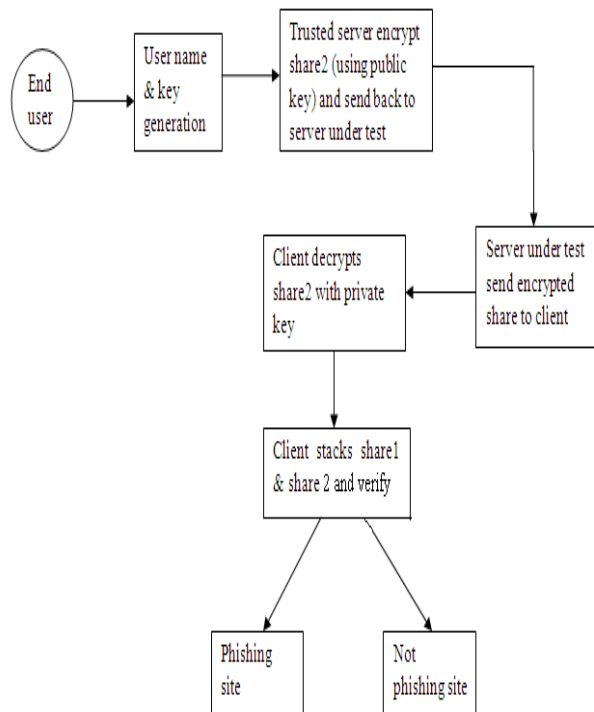 End
user
User name
& key
generation
Trusted server encrypt
share2 (using public
key) and send back to
server under test
Server under test
send encrypted
share to client
Client decrypts
share2 with private
key
Client stacks share1
& share 2 and verify
Phishing
site
Not
phishing site